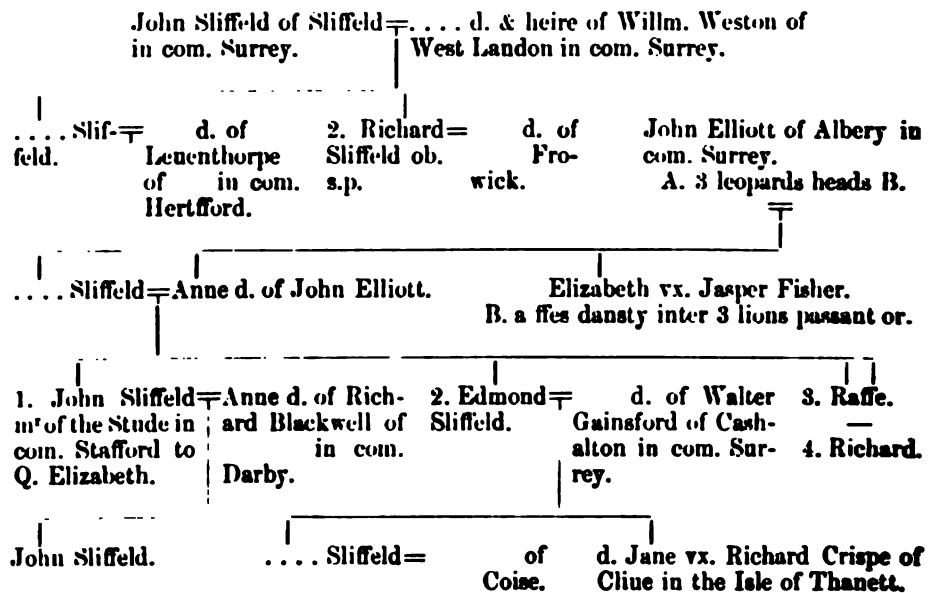 John Sliffeld of Sliffeld=.... d. & heire of Willm. Weston of
in com. Surrey. West Landon in com. Surrey.
.... Slif-= d. of 2. Richard= d. of John Elliott of Albery in
feld. Leuenthorpe Sliffeld ob. Fro- com. Surrey.
of in com. s.p. wick. A. 3 leopards heads B.
Hertfford.
.... Sliffeld=Anne d. of John Elliott. Elizabeth vx. Jasper Fisher.
B. a ffes dansty inter 3 lions passant or.
1. John Sliffeld=Anne d. of Rich- 2. Edmond= d. of Walter 3. Raffe.
mr of the Stude in ard Blackwell of Sliffeld. Gainsford of Cash- —
com. Stafford to in com. alton in com. Sur- 4. Richard.
Q. Elizabeth. Darby. rey.
John Sliffeld. .... Sliffeld= of d. Jane vx. Richard Crispe of
Coise. Cliue in the Isle of Thanett.